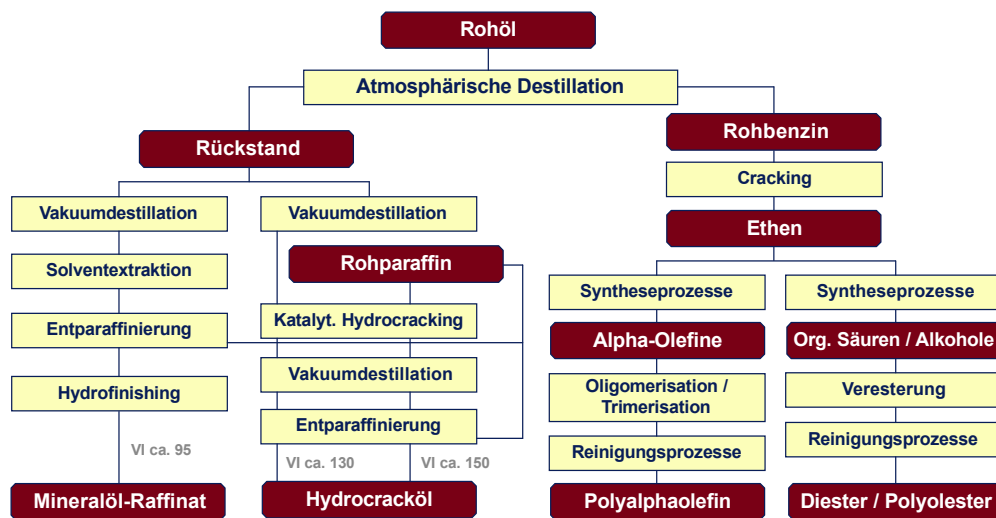 Rohöl
Atmosphärische Destillation
Rückstand
Rohbenzin
Cracking
Vakuumdestillation
Vakuumdestillation
Ethen
Solventextraktion
Rohparaffin
Syntheseprozesse
Syntheseprozesse
Entparaffinierung
Katalyt. Hydrocracking
Alpha-Olefine
Org. Säuren / Alkohole
Hydrofinishing
Vakuumdestillation
Oligomerisation /
Trimerisation
Veresterung
Entparaffinierung
Reinigungsprozesse
Reinigungsprozesse
VI ca. 95
VI ca. 130
VI ca. 150
Mineralöl-Raffinat
Hydrocracköl
Polyalphaolefin
Diester / Polyolester